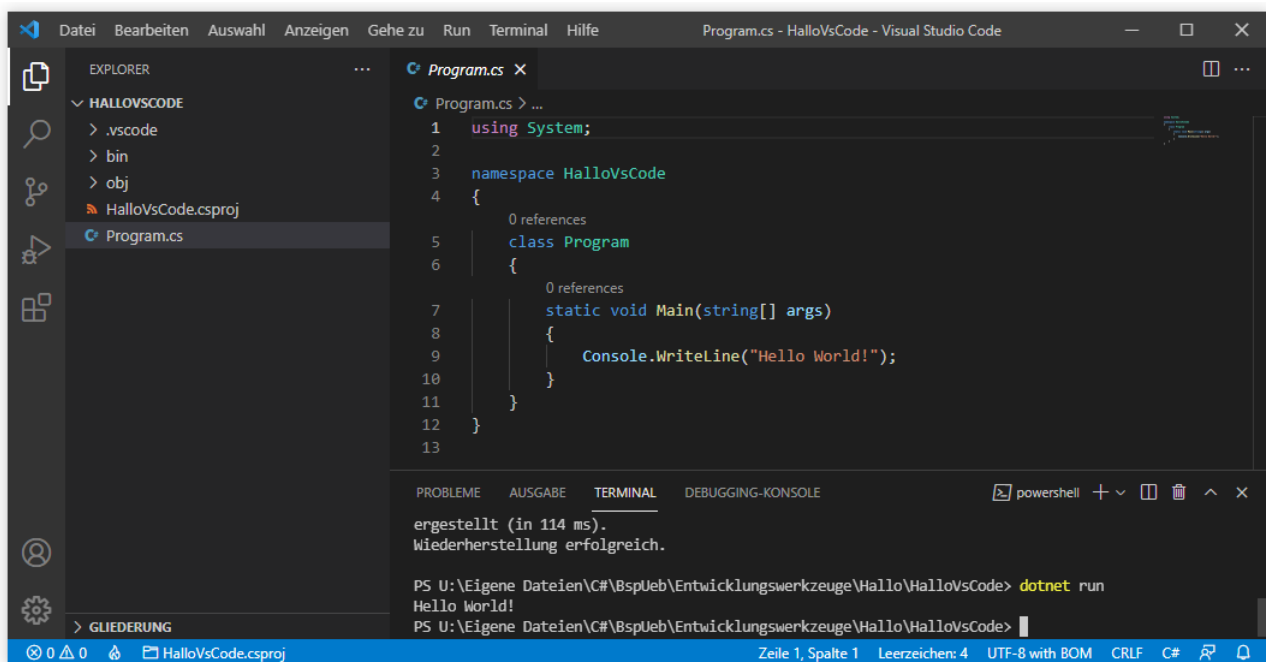 Datei Bearbeiten Auswahl Anzeigen Gehe zu Run Terminal Hilfe Program.cs - HalloVsCode - Visual Studio Code
EXPLORER
HALLOVSCODE
.vscode
bin
obj
HalloVsCode.csproj
Program.cs
GLIEDERUNG
Program.cs
Program.cs > ...
1 using System;
2
3 namespace HalloVsCode
4 {
0 references
5 class Program
6 {
0 references
7 static void Main(string[] args)
8 {
9 Console.WriteLine("Hello World!");
10 }
11 }
12 }
13
PROBLEME AUSGABE TERMINAL DEBUGGING-KONSOLE powershell
ergestellt (in 114 ms).
Wiederherstellung erfolgreich.
PS U:\Eigene Dateien\C#\BspUeb\Entwicklungswerkzeuge\Hallo\HalloVsCode> dotnet run
Hello World!
PS U:\Eigene Dateien\C#\BspUeb\Entwicklungswerkzeuge\Hallo\HalloVsCode>
0 0 HalloVsCode.csproj Zeile 1, Spalte 1 Leerzeichen: 4 UTF-8 with BOM CRLF C#